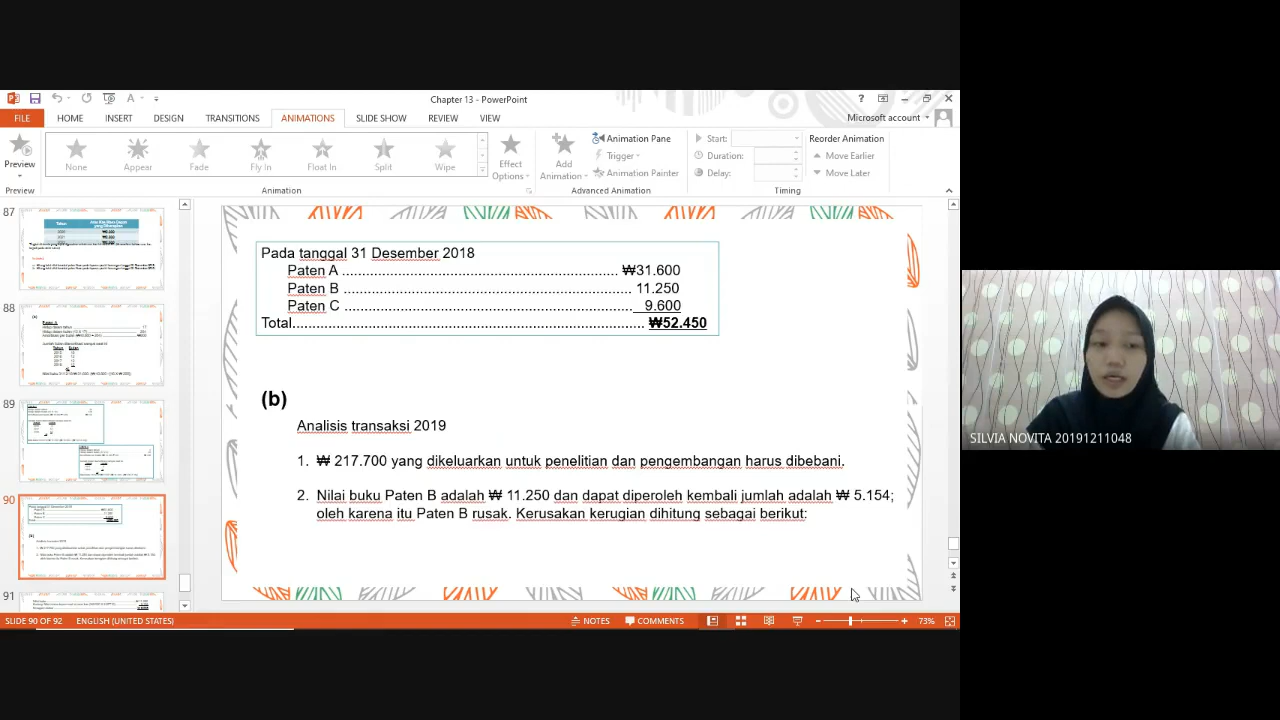 Chapter 13 - PowerPoint
FILE HOME INSERT DESIGN TRANSITIONS ANIMATIONS SLIDE SHOW REVIEW VIEW Microsoft account
Preview
None Appear Fade Fly In Float In Split Wipe
Effect Options
Add Animation
Animation Pane
Trigger
Animation Painter
Start:
Duration:
Delay:
Reorder Animation
Move Earlier
Move Later
Preview Animation Advanced Animation Timing
87
88
89
90
91
Pada tanggal 31 Desember 2018
Paten A ................................................................. ₩31.600
Paten B ..................................................................... 11.250
Paten C ..................................................................... 9.600
Total..................................................................................... ₩52.450
(b)
Analisis transaksi 2019
1. ₩ 217.700 yang dikeluarkan untuk penelitian dan pengembangan harus dibebani.
2. Nilai buku Paten B adalah ₩ 11.250 dan dapat diperoleh kembali jumlah adalah ₩ 5.154;
oleh karena itu Paten B rusak. Kerusakan kerugian dihitung sebagai berikut:
SILVIA NOVITA 20191211048
SLIDE 90 OF 92 ENGLISH (UNITED STATES) NOTES COMMENTS 73%